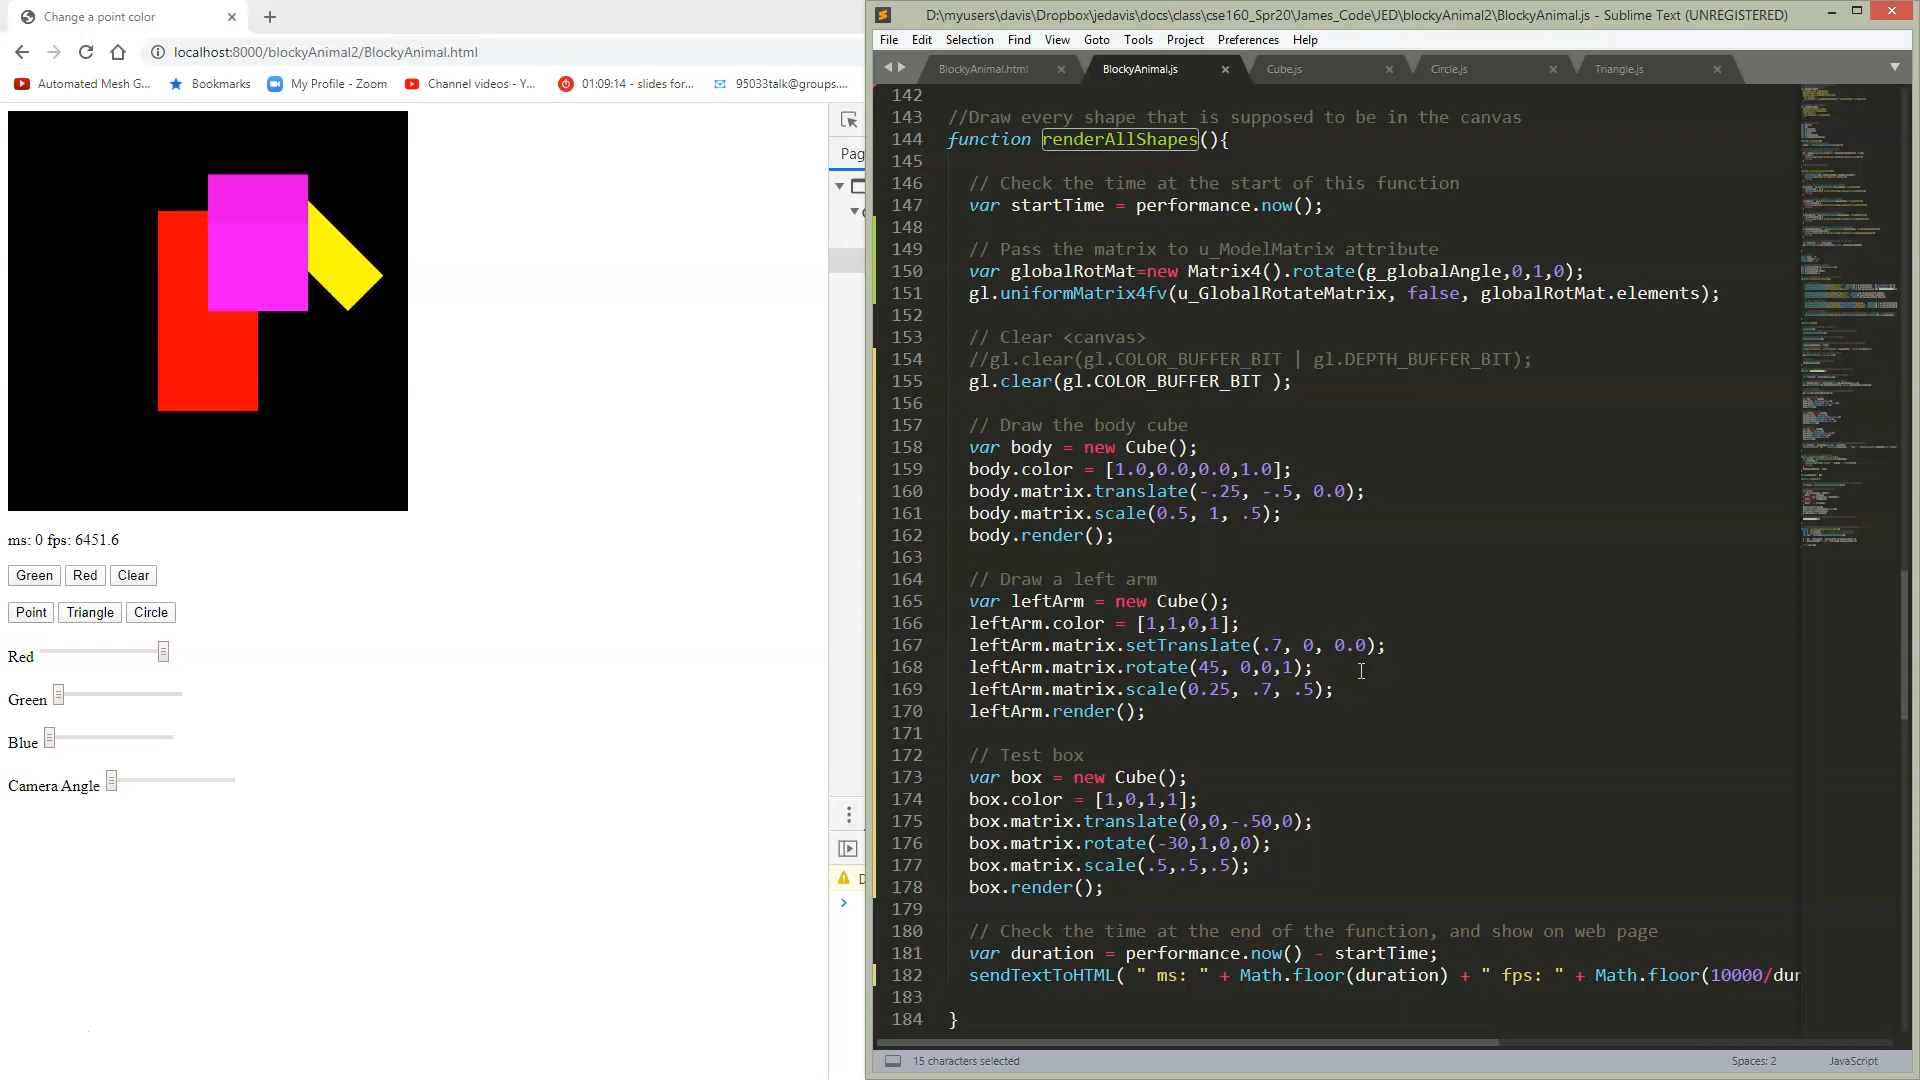 Change a point color
localhost:8000/blockyAnimal2/BlockyAnimal.html
Automated Mesh G... Bookmarks My Profile - Zoom Channel videos - Y... 01:09:14 - slides for... 95033talk@groups....
ms: 0 fps: 6451.6
Green Red Clear
Point Triangle Circle
Red
Green
Blue
Camera Angle
Pag
D:\myusers\davis\Dropbox\jedavis\docs\class\cse160_Spr20\James_Code\JED\blockyAnimal2\BlockyAnimal.js - Sublime Text (UNREGISTERED)
File Edit Selection Find View Goto Tools Project Preferences Help
BlockyAnimal.html BlockyAnimal.js Cube.js Circle.js Triangle.js
142
143 //Draw every shape that is supposed to be in the canvas
144 function renderAllShapes(){
145
146 // Check the time at the start of this function
147 var startTime = performance.now();
148
149 // Pass the matrix to u_ModelMatrix attribute
150 var globalRotMat=new Matrix4().rotate(g_globalAngle,0,1,0);
151 gl.uniformMatrix4fv(u_GlobalRotateMatrix, false, globalRotMat.elements);
152
153 // Clear <canvas>
154 //gl.clear(gl.COLOR_BUFFER_BIT | gl.DEPTH_BUFFER_BIT);
155 gl.clear(gl.COLOR_BUFFER_BIT );
156
157 // Draw the body cube
158 var body = new Cube();
159 body.color = [1.0,0.0,0.0,1.0];
160 body.matrix.translate(-.25, -.5, 0.0);
161 body.matrix.scale(0.5, 1, .5);
162 body.render();
163
164 // Draw a left arm
165 var leftArm = new Cube();
166 leftArm.color = [1,1,0,1];
167 leftArm.matrix.setTranslate(.7, 0, 0.0);
168 leftArm.matrix.rotate(45, 0,0,1);
169 leftArm.matrix.scale(0.25, .7, .5);
170 leftArm.render();
171
172 // Test box
173 var box = new Cube();
174 box.color = [1,0,1,1];
175 box.matrix.translate(0,0,-.50,0);
176 box.matrix.rotate(-30,1,0,0);
177 box.matrix.scale(.5,.5,.5);
178 box.render();
179
180 // Check the time at the end of the function, and show on web page
181 var duration = performance.now() - startTime;
182 sendTextToHTML( " ms: " + Math.floor(duration) + " fps: " + Math.floor(10000/dur
183
184 }
15 characters selected Spaces: 2 JavaScript